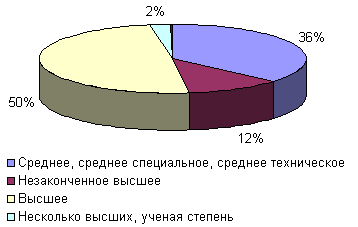 2%
36%
50%
12%
Среднее, среднее специальное, среднее техническое
Незаконченное высшее
Высшее
Несколько высших, ученая степень